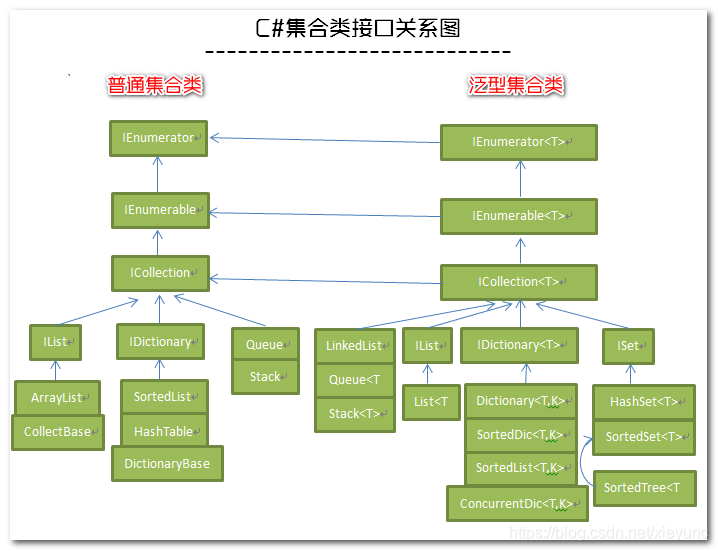 C#集合类接口关系图
普通集合类
泛型集合类
IEnumerator
IEnumerator<T>
IEnumerable
IEnumerable<T>
ICollection
ICollection<T>
IList
IDictionary
Queue
Stack
LinkedList
Queue<T
Stack<T>
IList
IDictionary<T>
ISet
ArrayList
CollectBase
SortedList
HashTable
DictionaryBase
List<T
Dictionary<T,K>
SortedDic<T,K>
SortedList<T,K>
ConcurrentDic<T,K>
HashSet<T>
SortedSet<T>
SortedTree<T
https://blog.csdn.net/xieyunc